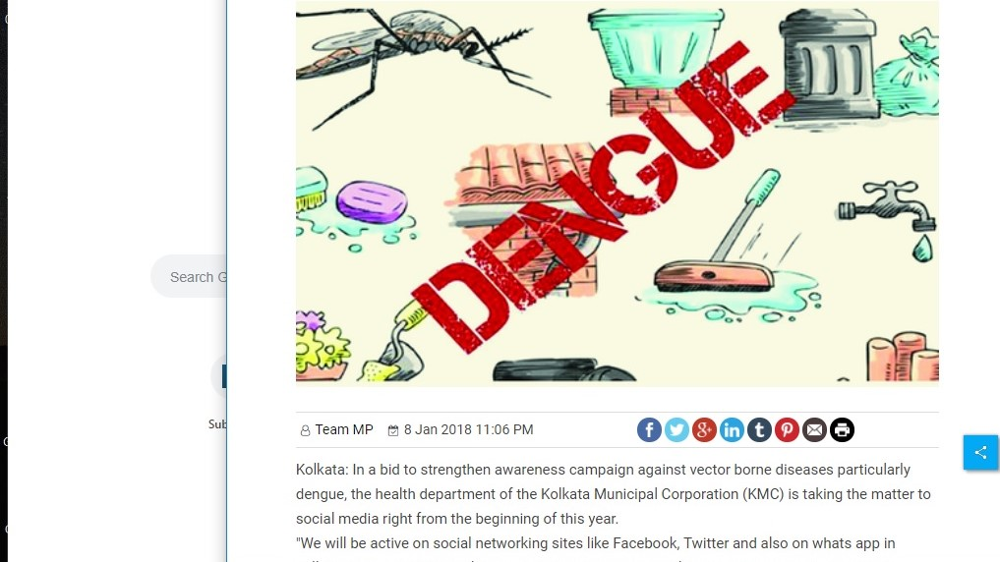 DENGUE
Search G
Sub
Team MP 8 Jan 2018 11:06 PM
Kolkata: In a bid to strengthen awareness campaign against vector borne diseases particularly
dengue, the health department of the Kolkata Municipal Corporation (KMC) is taking the matter to
social media right from the beginning of this year.
"We will be active on social networking sites like Facebook, Twitter and also on whats app in